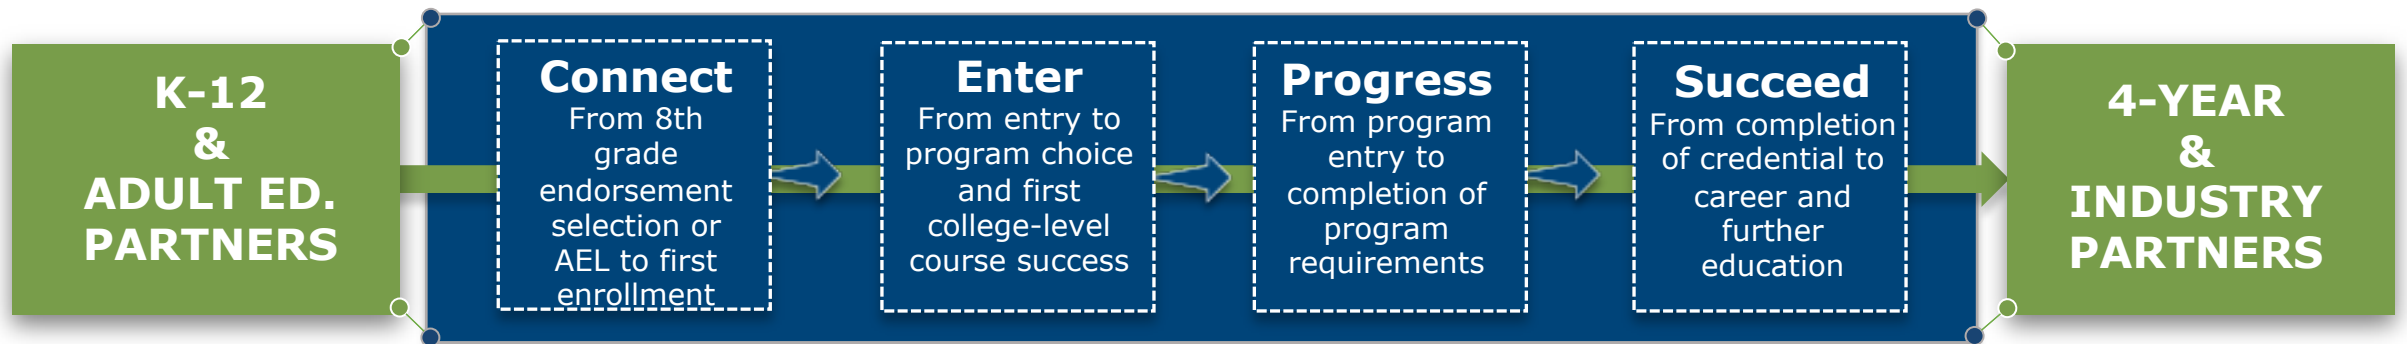 K-12
&
ADULT ED.
PARTNERS
Connect
From 8th
grade
endorsement
selection or
AEL to first
enrollment
Enter
From entry to
program choice
and first
college-level
course success
Progress
From program
entry to
completion of
program
requirements
Succeed
From completion
of credential to
career and
further
education
4-YEAR
&
INDUSTRY
PARTNERS